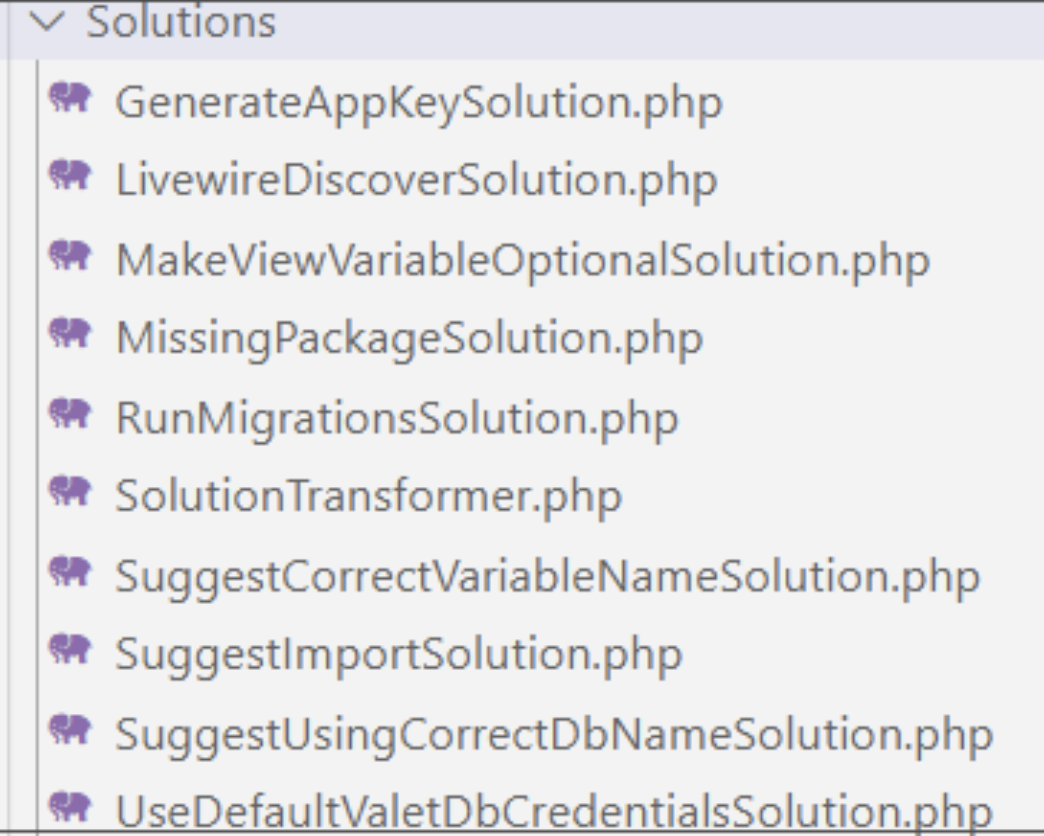 Solutions
GenerateAppKeySolution.php
LivewireDiscoverSolution.php
MakeViewVariableOptionalSolution.php
MissingPackageSolution.php
RunMigrationsSolution.php
SolutionTransformer.php
SuggestCorrectVariableNameSolution.php
SuggestImportSolution.php
SuggestUsingCorrectDbNameSolution.php
UseDefaultValetDbCredentialsSolution.php